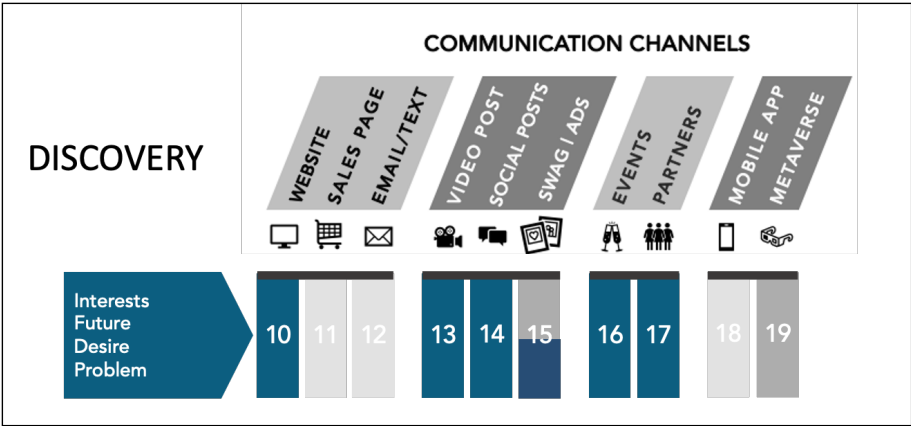 COMMUNICATION CHANNELS
WEBSITE
SALES PAGE
EMAIL/TEXT
VIDEO POST
SOCIAL POSTS
SWAG | ADS
EVENTS
PARTNERS
MOBILE APP
METAVERSE
DISCOVERY
Interests
Future
Desire
Problem
10 11 12 13 14 15 16 17 18 19